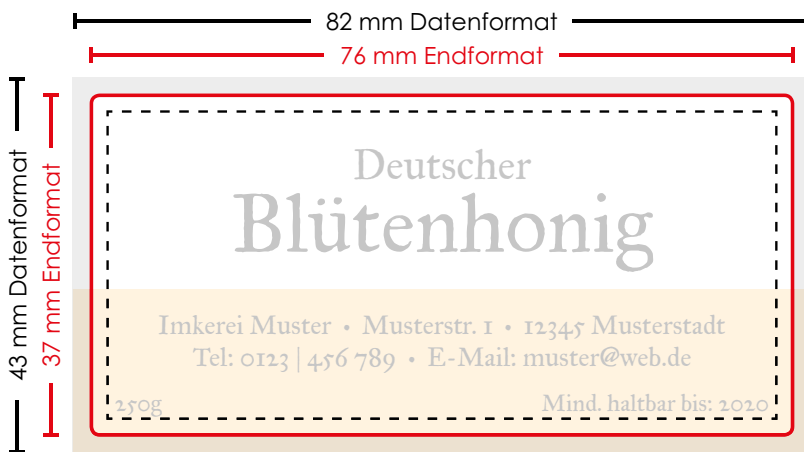 82 mm Datenformat
76 mm Endformat
43 mm Datenformat
37 mm Endformat
Deutscher
Blütenhonig
Imkerei Muster • Musterstr. 1 • 12345 Musterstadt
Tel: 0123 | 456 789 • E-Mail: muster@web.de
250g Mind. haltbar bis: 2020